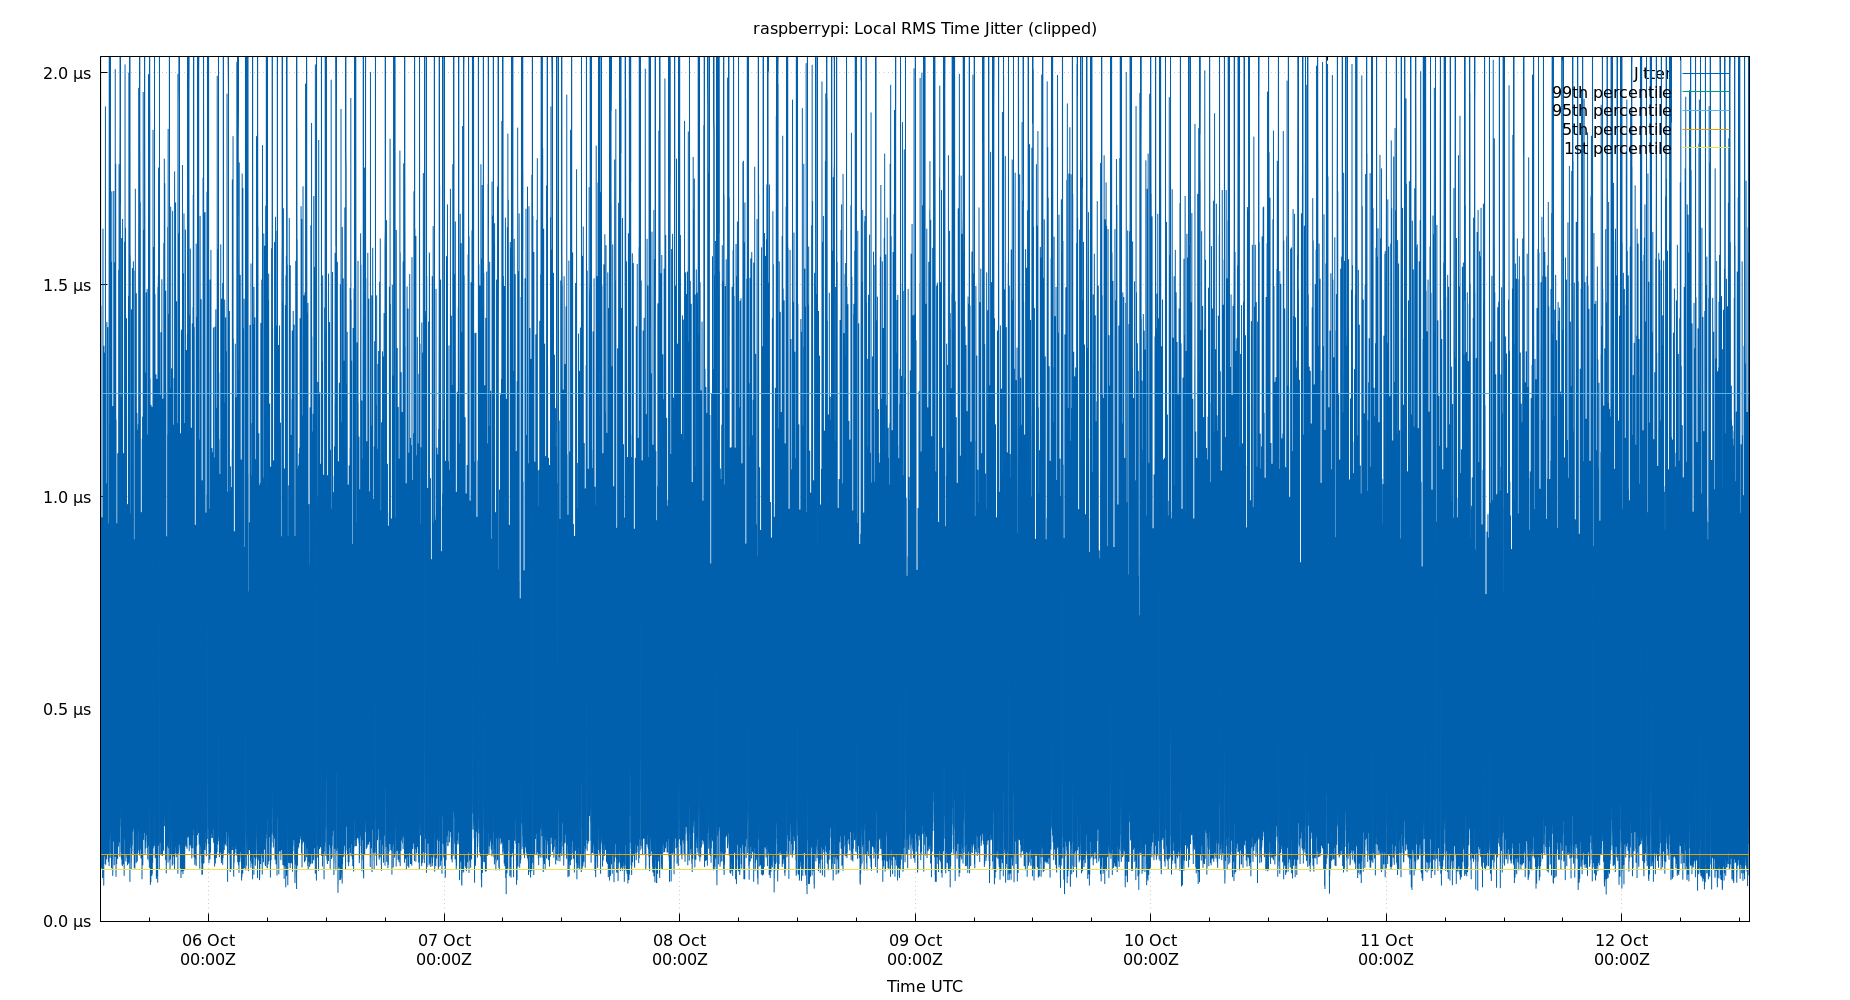 raspberrypi: Local RMS Time Jitter (clipped)
2.0 µs
1.5 µs
1.0 µs
0.5 µs
0.0 µs
Jitter
99th percentile
95th percentile
5th percentile
1st percentile
06 Oct 07 Oct 08 Oct 09 Oct 10 Oct 11 Oct 12 Oct
00:00Z 00:00Z 00:00Z 00:00Z 00:00Z 00:00Z 00:00Z
Time UTC